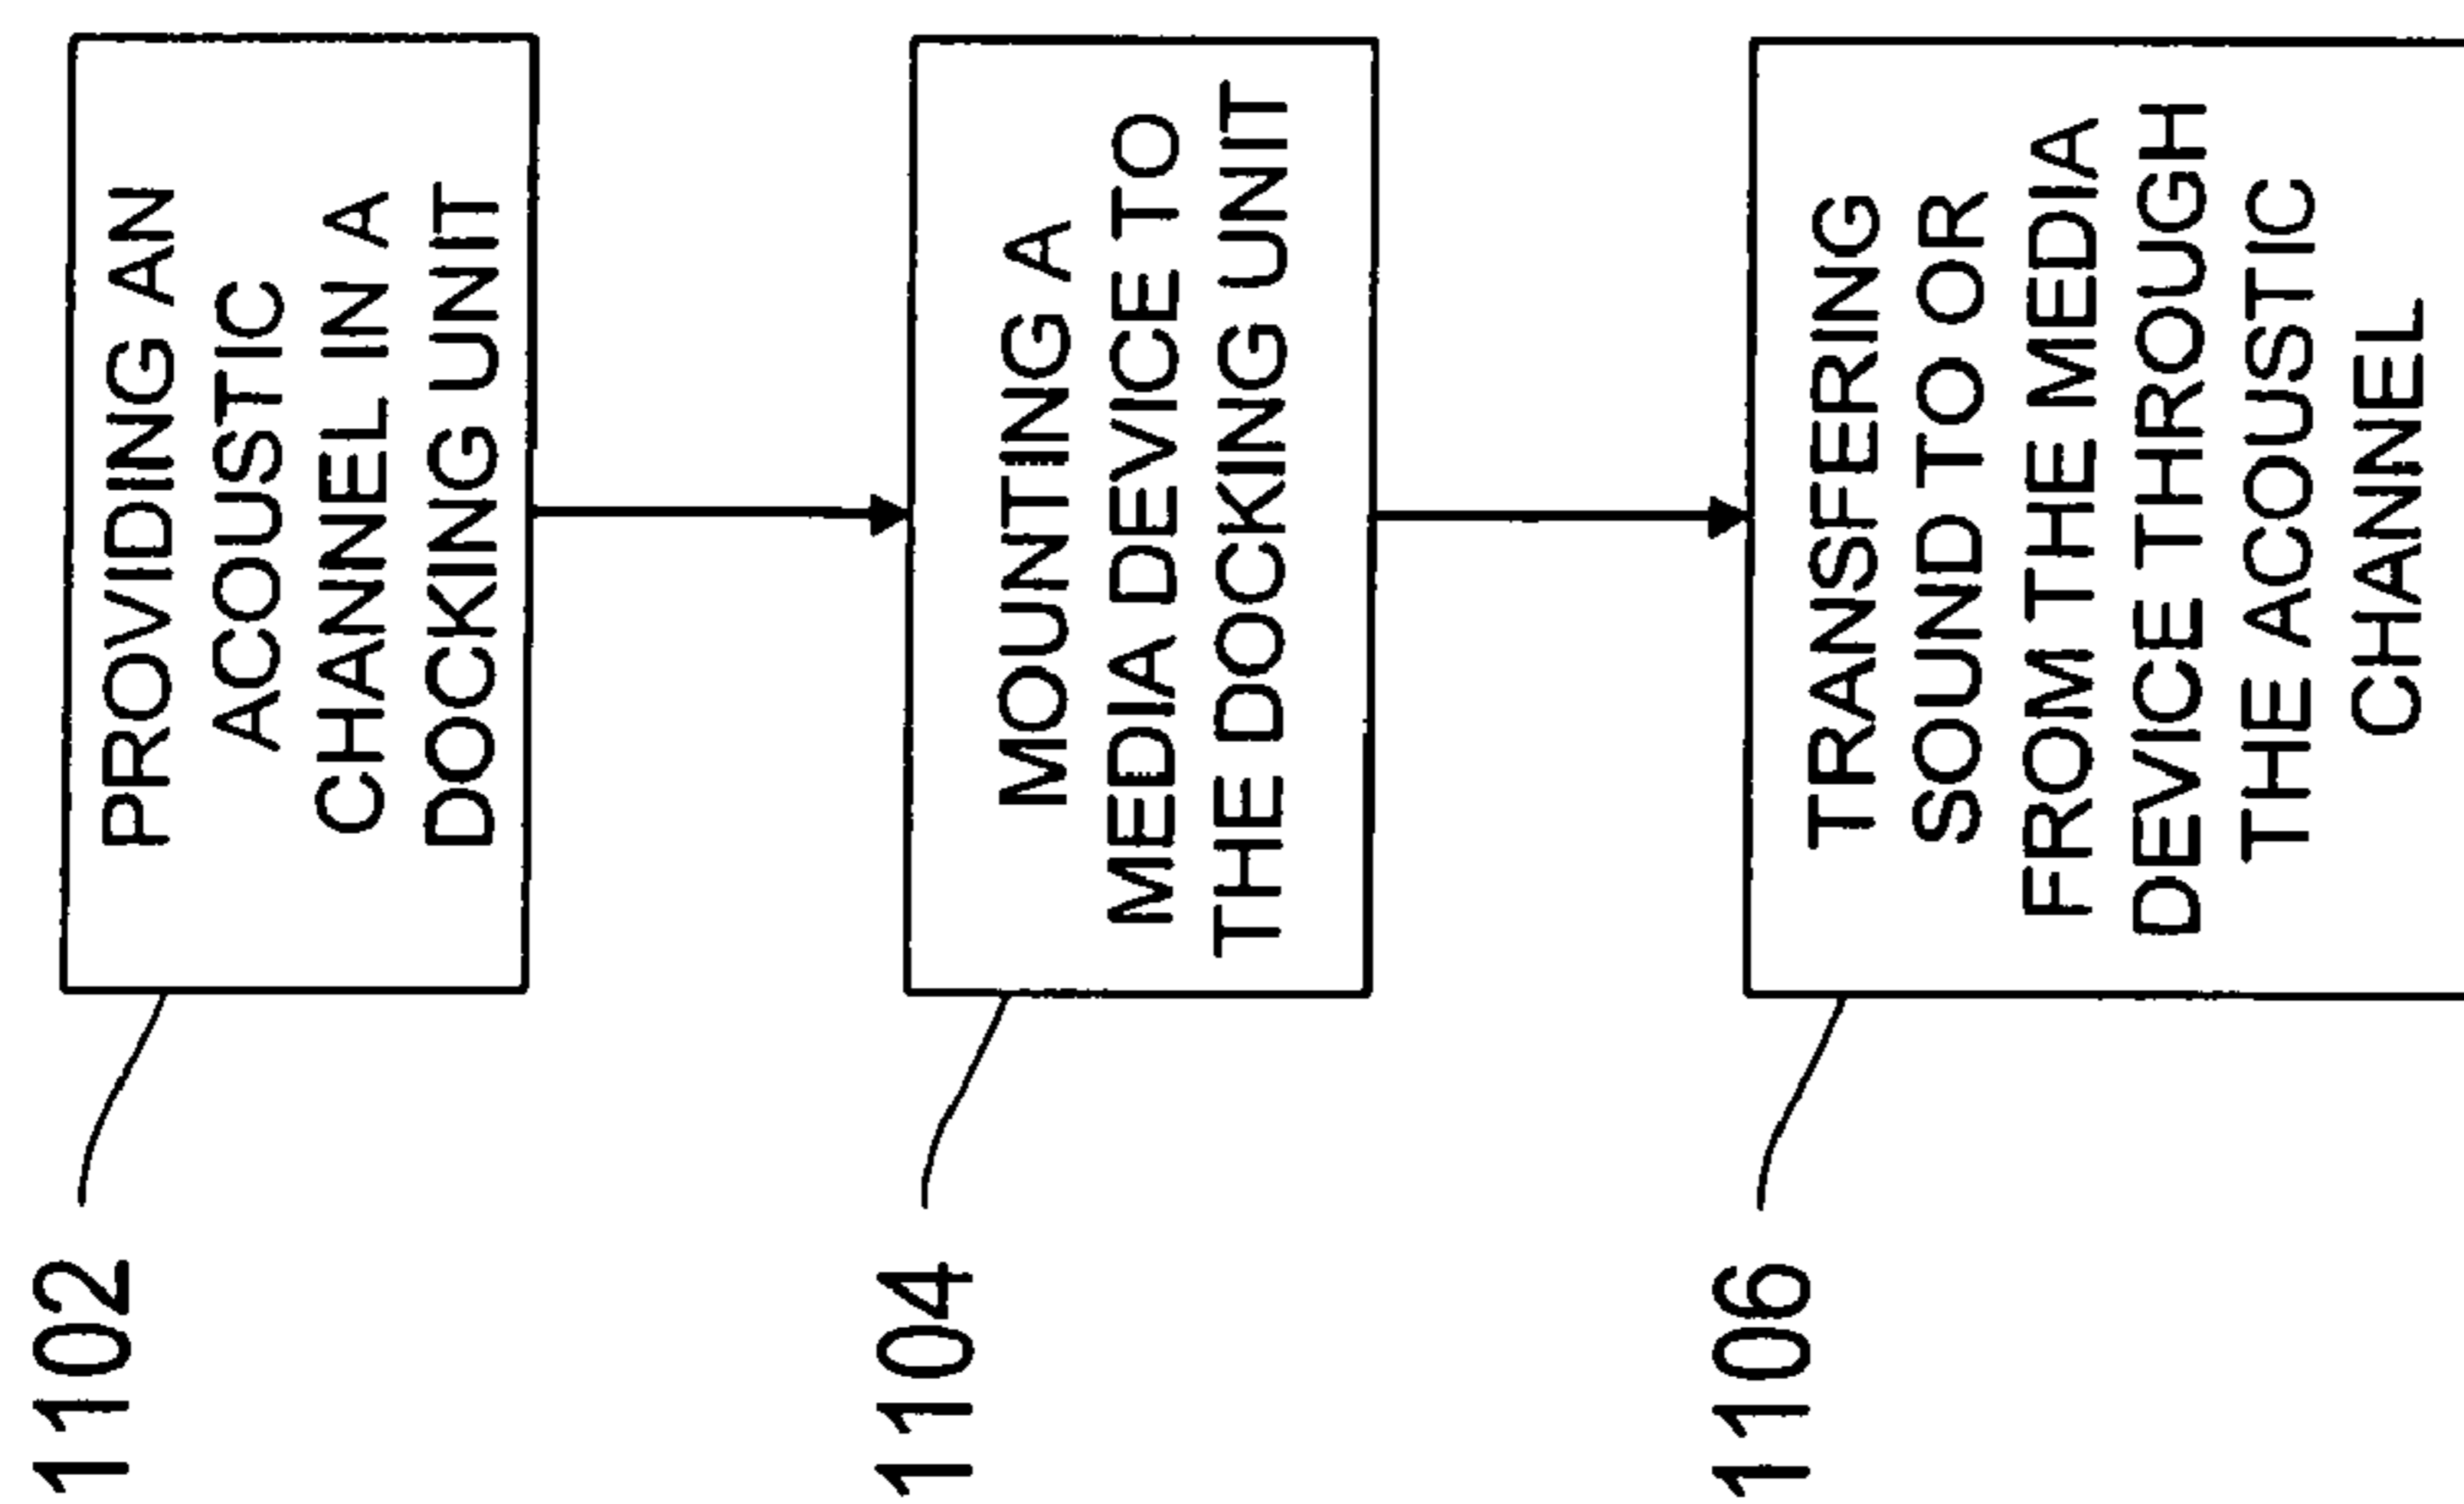 1102
PROVIDING AN
ACOUSTIC
CHANNEL IN A
DOCKING UNIT
1104
MOUNTING A
MEDIA DEVICE TO
THE DOCKING UNIT
1106
TRANSFERING
SOUND TO OR
FROM THE MEDIA
DEVICE THROUGH
THE ACOUSTIC
CHANNEL